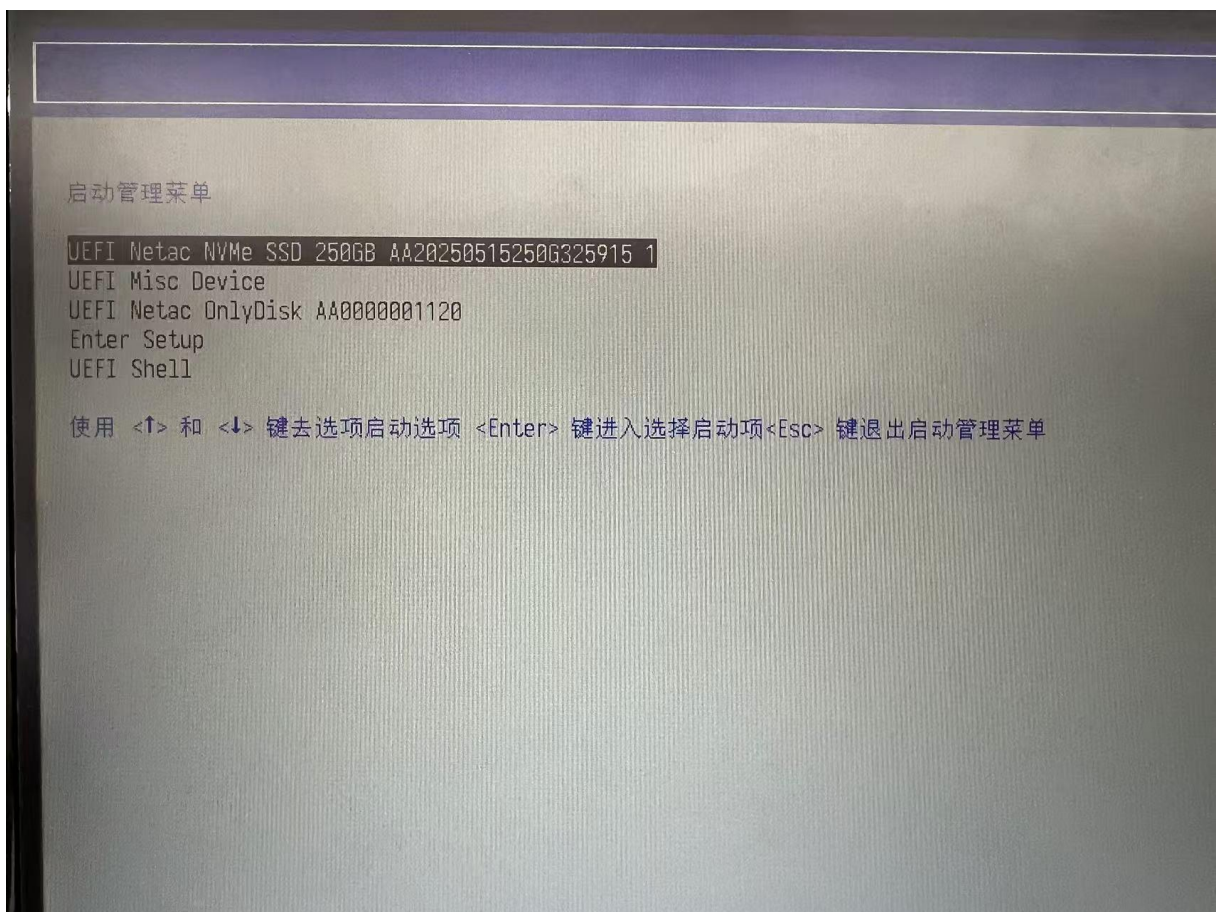 启动管理菜单
UEFI Netac NVMe SSD 250GB AA20250515250G325915 1
UEFI Misc Device
UEFI Netac OnlyDisk AA0000001120
Enter Setup
UEFI Shell
使用 <↑> 和 <↓> 键去选项启动选项 <Enter> 键进入选择启动项<Esc> 键退出启动管理菜单